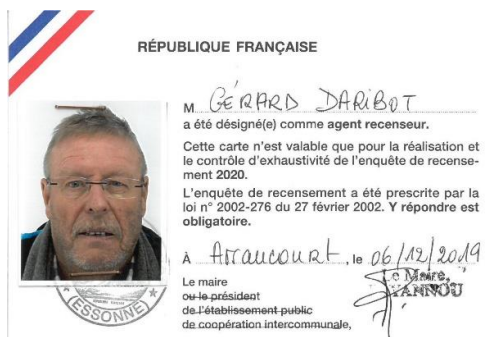 RÉPUBLIQUE FRANÇAISE
M GÉRARD DARIBOT
a été désigné(e) comme agent recenseur.
Cette carte n'est valable que pour la réalisation et
le contrôle d'exhaustivité de l'enquête de recense-
ment 2020.
L'enquête de recensement a été prescrite par la
loi n° 2002-276 du 27 février 2002. Y répondre est
obligatoire.
À Arrancourt, le 06/12/2019
Le maire
ou le président
de l'établissement public
de coopération intercommunale,
Le Maire,
YANNOU
(ESSONNE)